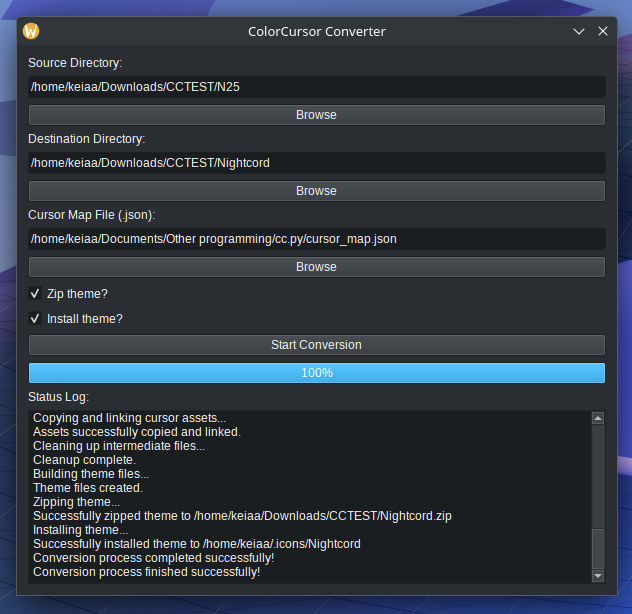 ColorCursor Converter
Source Directory:
/home/keiaa/Downloads/CCTEST/N25
Browse
Destination Directory:
/home/keiaa/Downloads/CCTEST/Nightcord
Browse
Cursor Map File (.json):
/home/keiaa/Documents/Other programming/cc.py/cursor_map.json
Browse
Zip theme?
Install theme?
Start Conversion
100%
Status Log:
Copying and linking cursor assets...
Assets successfully copied and linked.
Cleaning up intermediate files...
Cleanup complete.
Building theme files...
Theme files created.
Zipping theme...
Successfully zipped theme to /home/keiaa/Downloads/CCTEST/Nightcord.zip
Installing theme...
Successfully installed theme to /home/keiaa/.icons/Nightcord
Conversion process completed successfully!
Conversion process finished successfully!